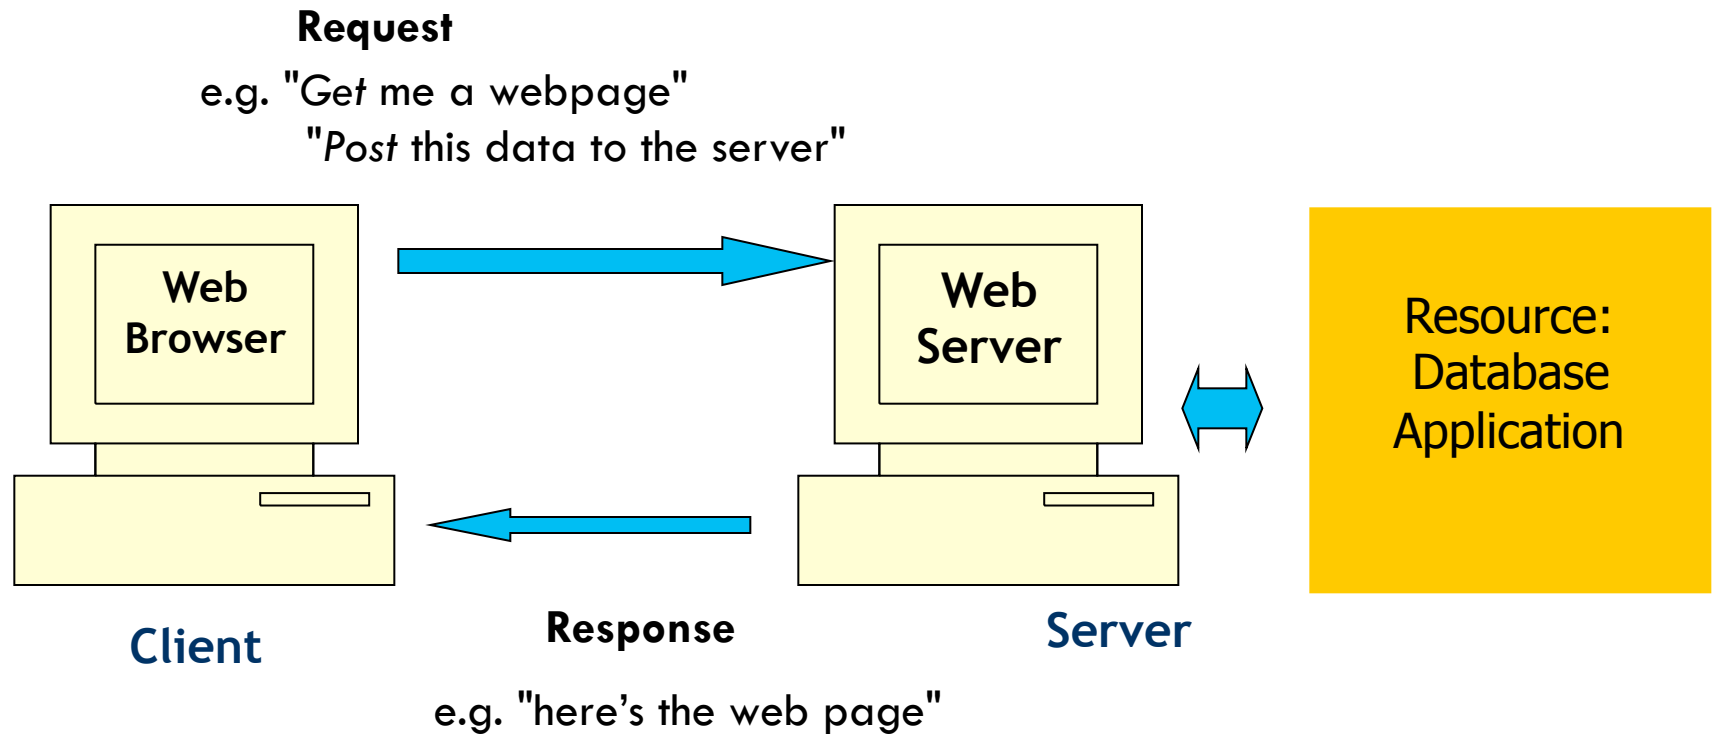 Request
e.g. "Get me a webpage"
"Post this data to the server"
Web
Browser
Web
Server
Resource:
Database
Application
Client
Response
Server
e.g. "here’s the web page"